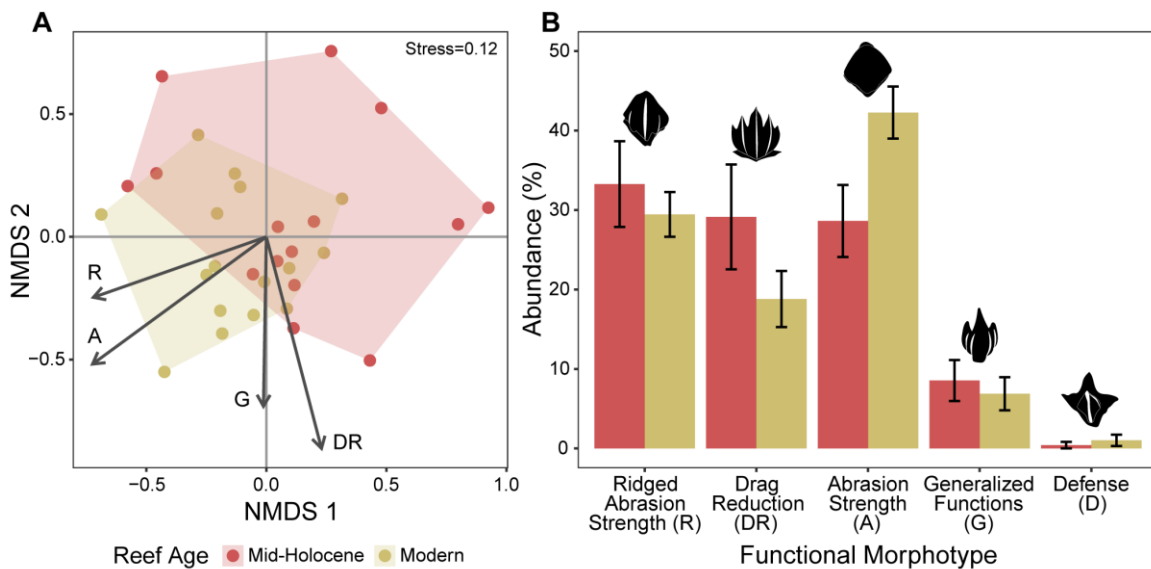 A
Stress=0.12
0.5
0.0
−0.5
NMDS 2
R
A
G
DR
−0.5
0.0
0.5
1.0
NMDS 1
Reef Age
Mid-Holocene
Modern
B
50
40
30
20
10
0
Abundance (%)
Ridged
Abrasion
Strength (R)
Drag
Reduction
(DR)
Abrasion
Strength
(A)
Generalized
Functions
(G)
Defense
(D)
Functional Morphotype